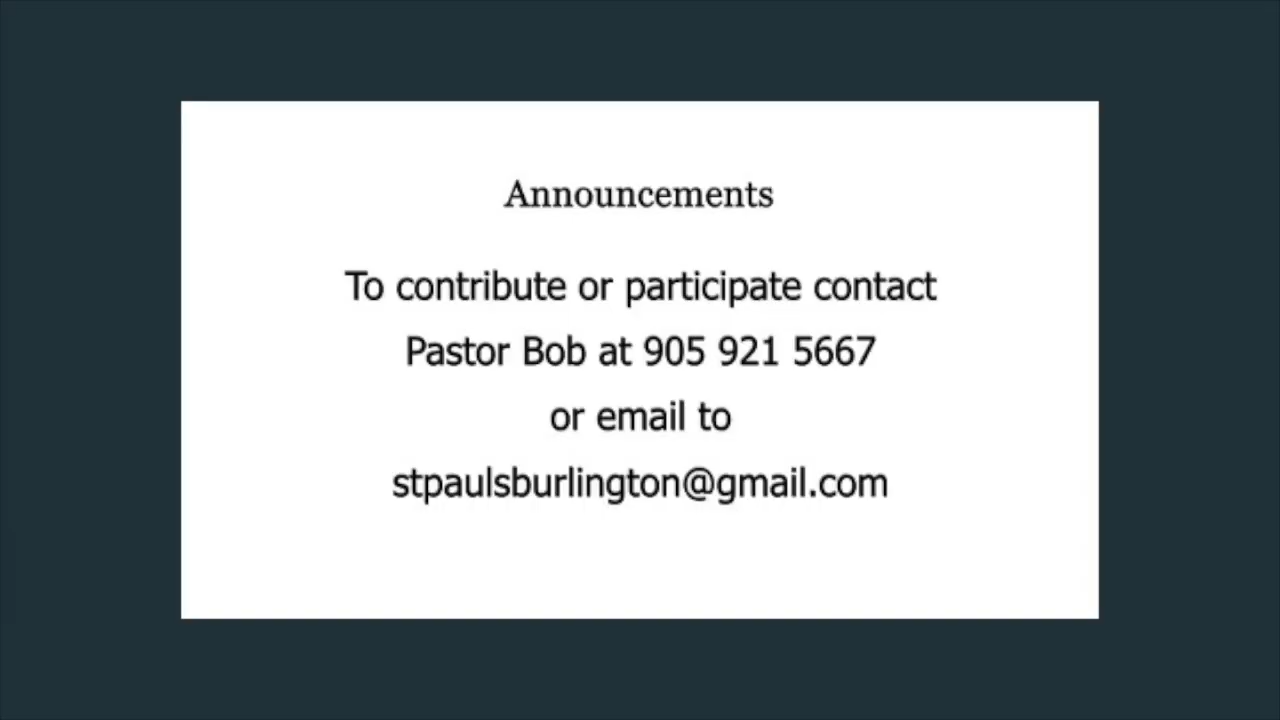 Announcements
To contribute or participate contact
Pastor Bob at 905 921 5667
or email to
stpaulsburlington@gmail.com